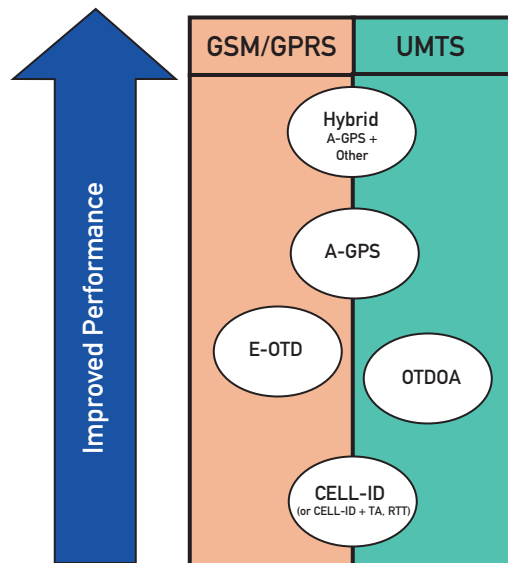 GSM/GPRS
UMTS
Hybrid
A-GPS +
Other
A-GPS
E-OTD
OTDOA
CELL-ID
(or CELL-ID + TA, RTT)
Improved Performance